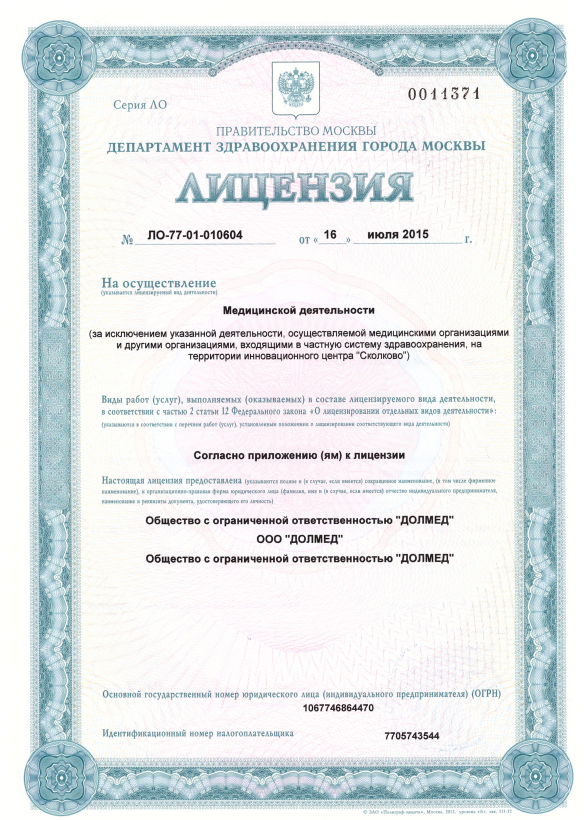 Серия ЛО
0011371
ПРАВИТЕЛЬСТВО МОСКВЫ
ДЕПАРТАМЕНТ ЗДРАВООХРАНЕНИЯ ГОРОДА МОСКВЫ
ЛИЦЕНЗИЯ
№ ЛО-77-01-010604 от « 16 » июля 2015 г.
На осуществление
(указывается лицензируемый вид деятельности)
Медицинской деятельности
(за исключением указанной деятельности, осуществляемой медицинскими организациями
и другими организациями, входящими в частную систему здравоохранения, на
территории инновационного центра "Сколково")
Виды работ (услуг), выполняемых (оказываемых) в составе лицензируемого вида деятельности,
в соответствии с частью 2 статьи 12 Федерального закона «О лицензировании отдельных видов деятельности»:
(указываются в соответствии с перечнем работ (услуг), установленным положением о лицензировании соответствующего вида деятельности)
Согласно приложению (ям) к лицензии
Настоящая лицензия предоставлена (указываются полное и (в случае, если имеется) сокращенное наименование, (в том числе фирменное
наименование), и организационно-правовая форма юридического лица (фамилия, имя и (в случае, если имеется) отчество индивидуального предпринимателя,
наименование и реквизиты документа, удостоверяющего его личность)
Общество с ограниченной ответственностью "ДОЛМЕД"
ООО "ДОЛМЕД"
Общество с ограниченной ответственностью "ДОЛМЕД"
Основной государственный номер юридического лица (индивидуального предпринимателя) (ОГРН)
1067746864470
Идентификационный номер налогоплательщика 7705743544
© ЗАО «Полиграф-защита», Москва, 2012, уровень «Б», зак.